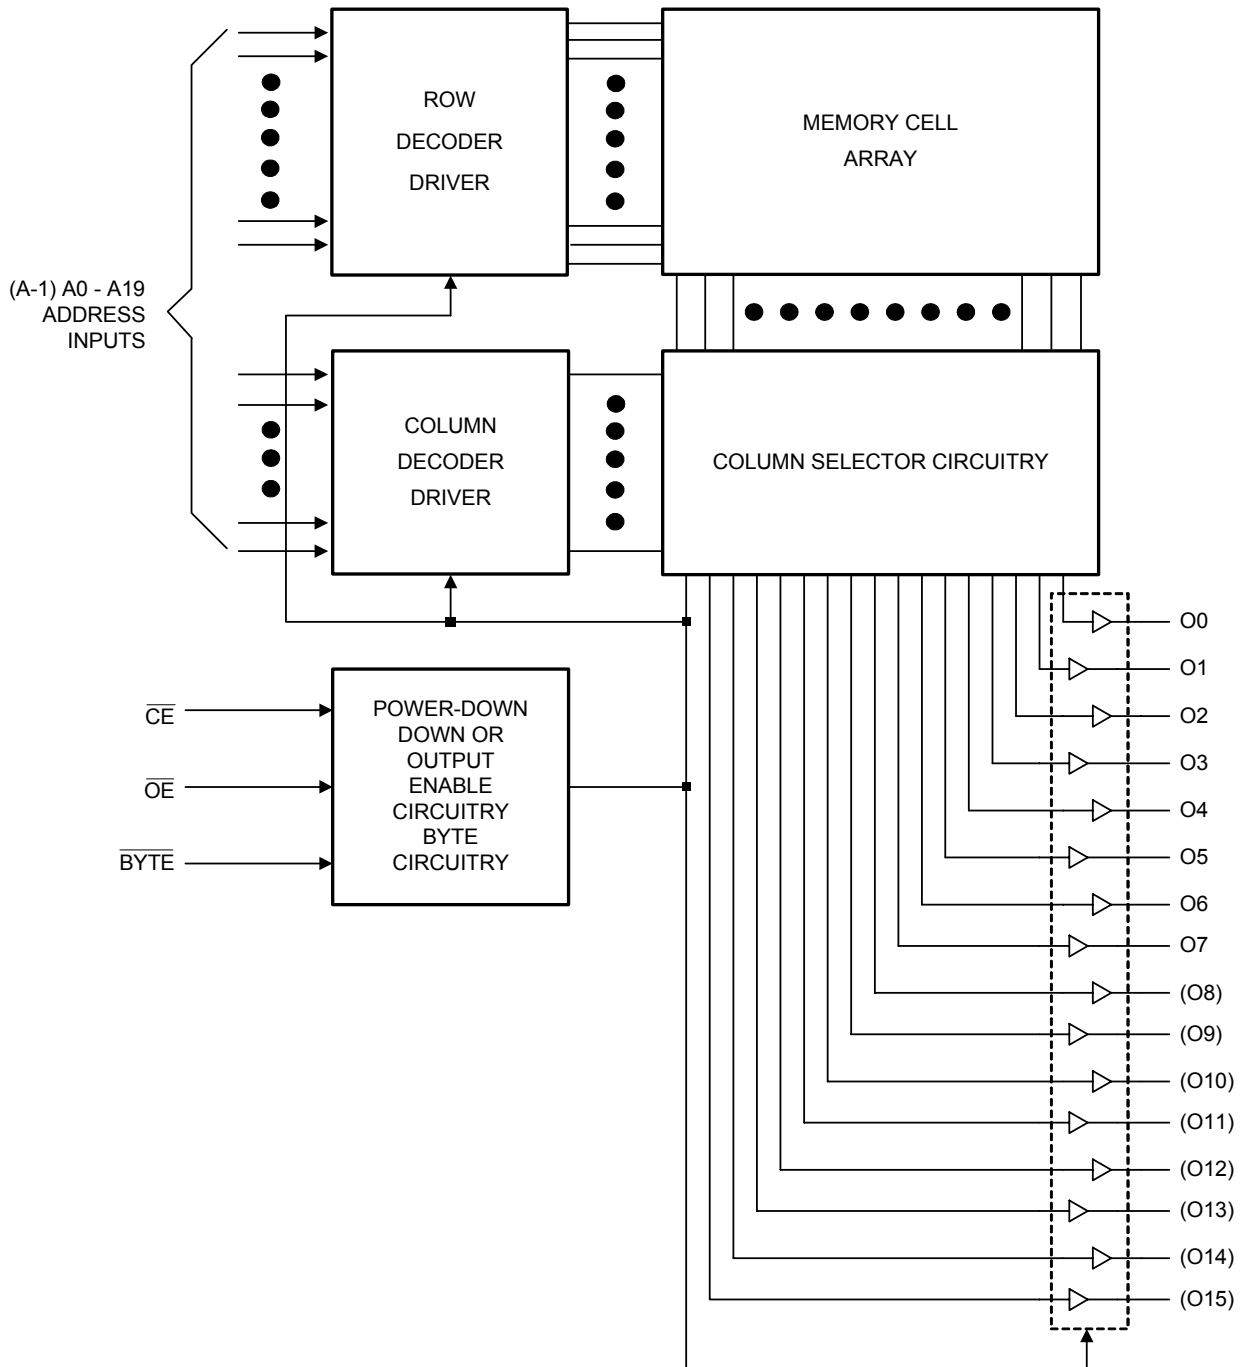 ROW
DECODER
DRIVER
MEMORY CELL
ARRAY
(A-1) A0 - A19
ADDRESS
INPUTS
COLUMN
DECODER
DRIVER
COLUMN SELECTOR CIRCUITRY
CE
OE
BYTE
POWER-DOWN
DOWN OR
OUTPUT
ENABLE
CIRCUITRY
BYTE
CIRCUITRY
O0
O1
O2
O3
O4
O5
O6
O7
(O8)
(O9)
(O10)
(O11)
(O12)
(O13)
(O14)
(O15)